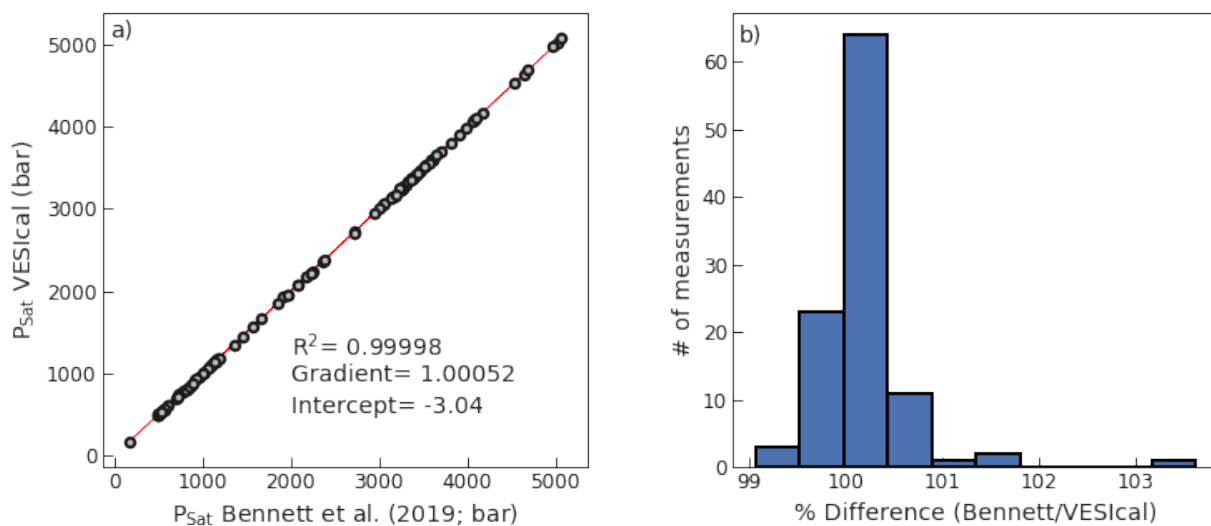 a)
5000
4000
3000
2000
1000
0
P_Sat VESIcal (bar)
R²= 0.99998
Gradient= 1.00052
Intercept= -3.04
0 1000 2000 3000 4000 5000
P_Sat Bennett et al. (2019; bar)
b)
60
50
40
30
20
10
0
# of measurements
99 100 101 102 103
% Difference (Bennett/VESIcal)